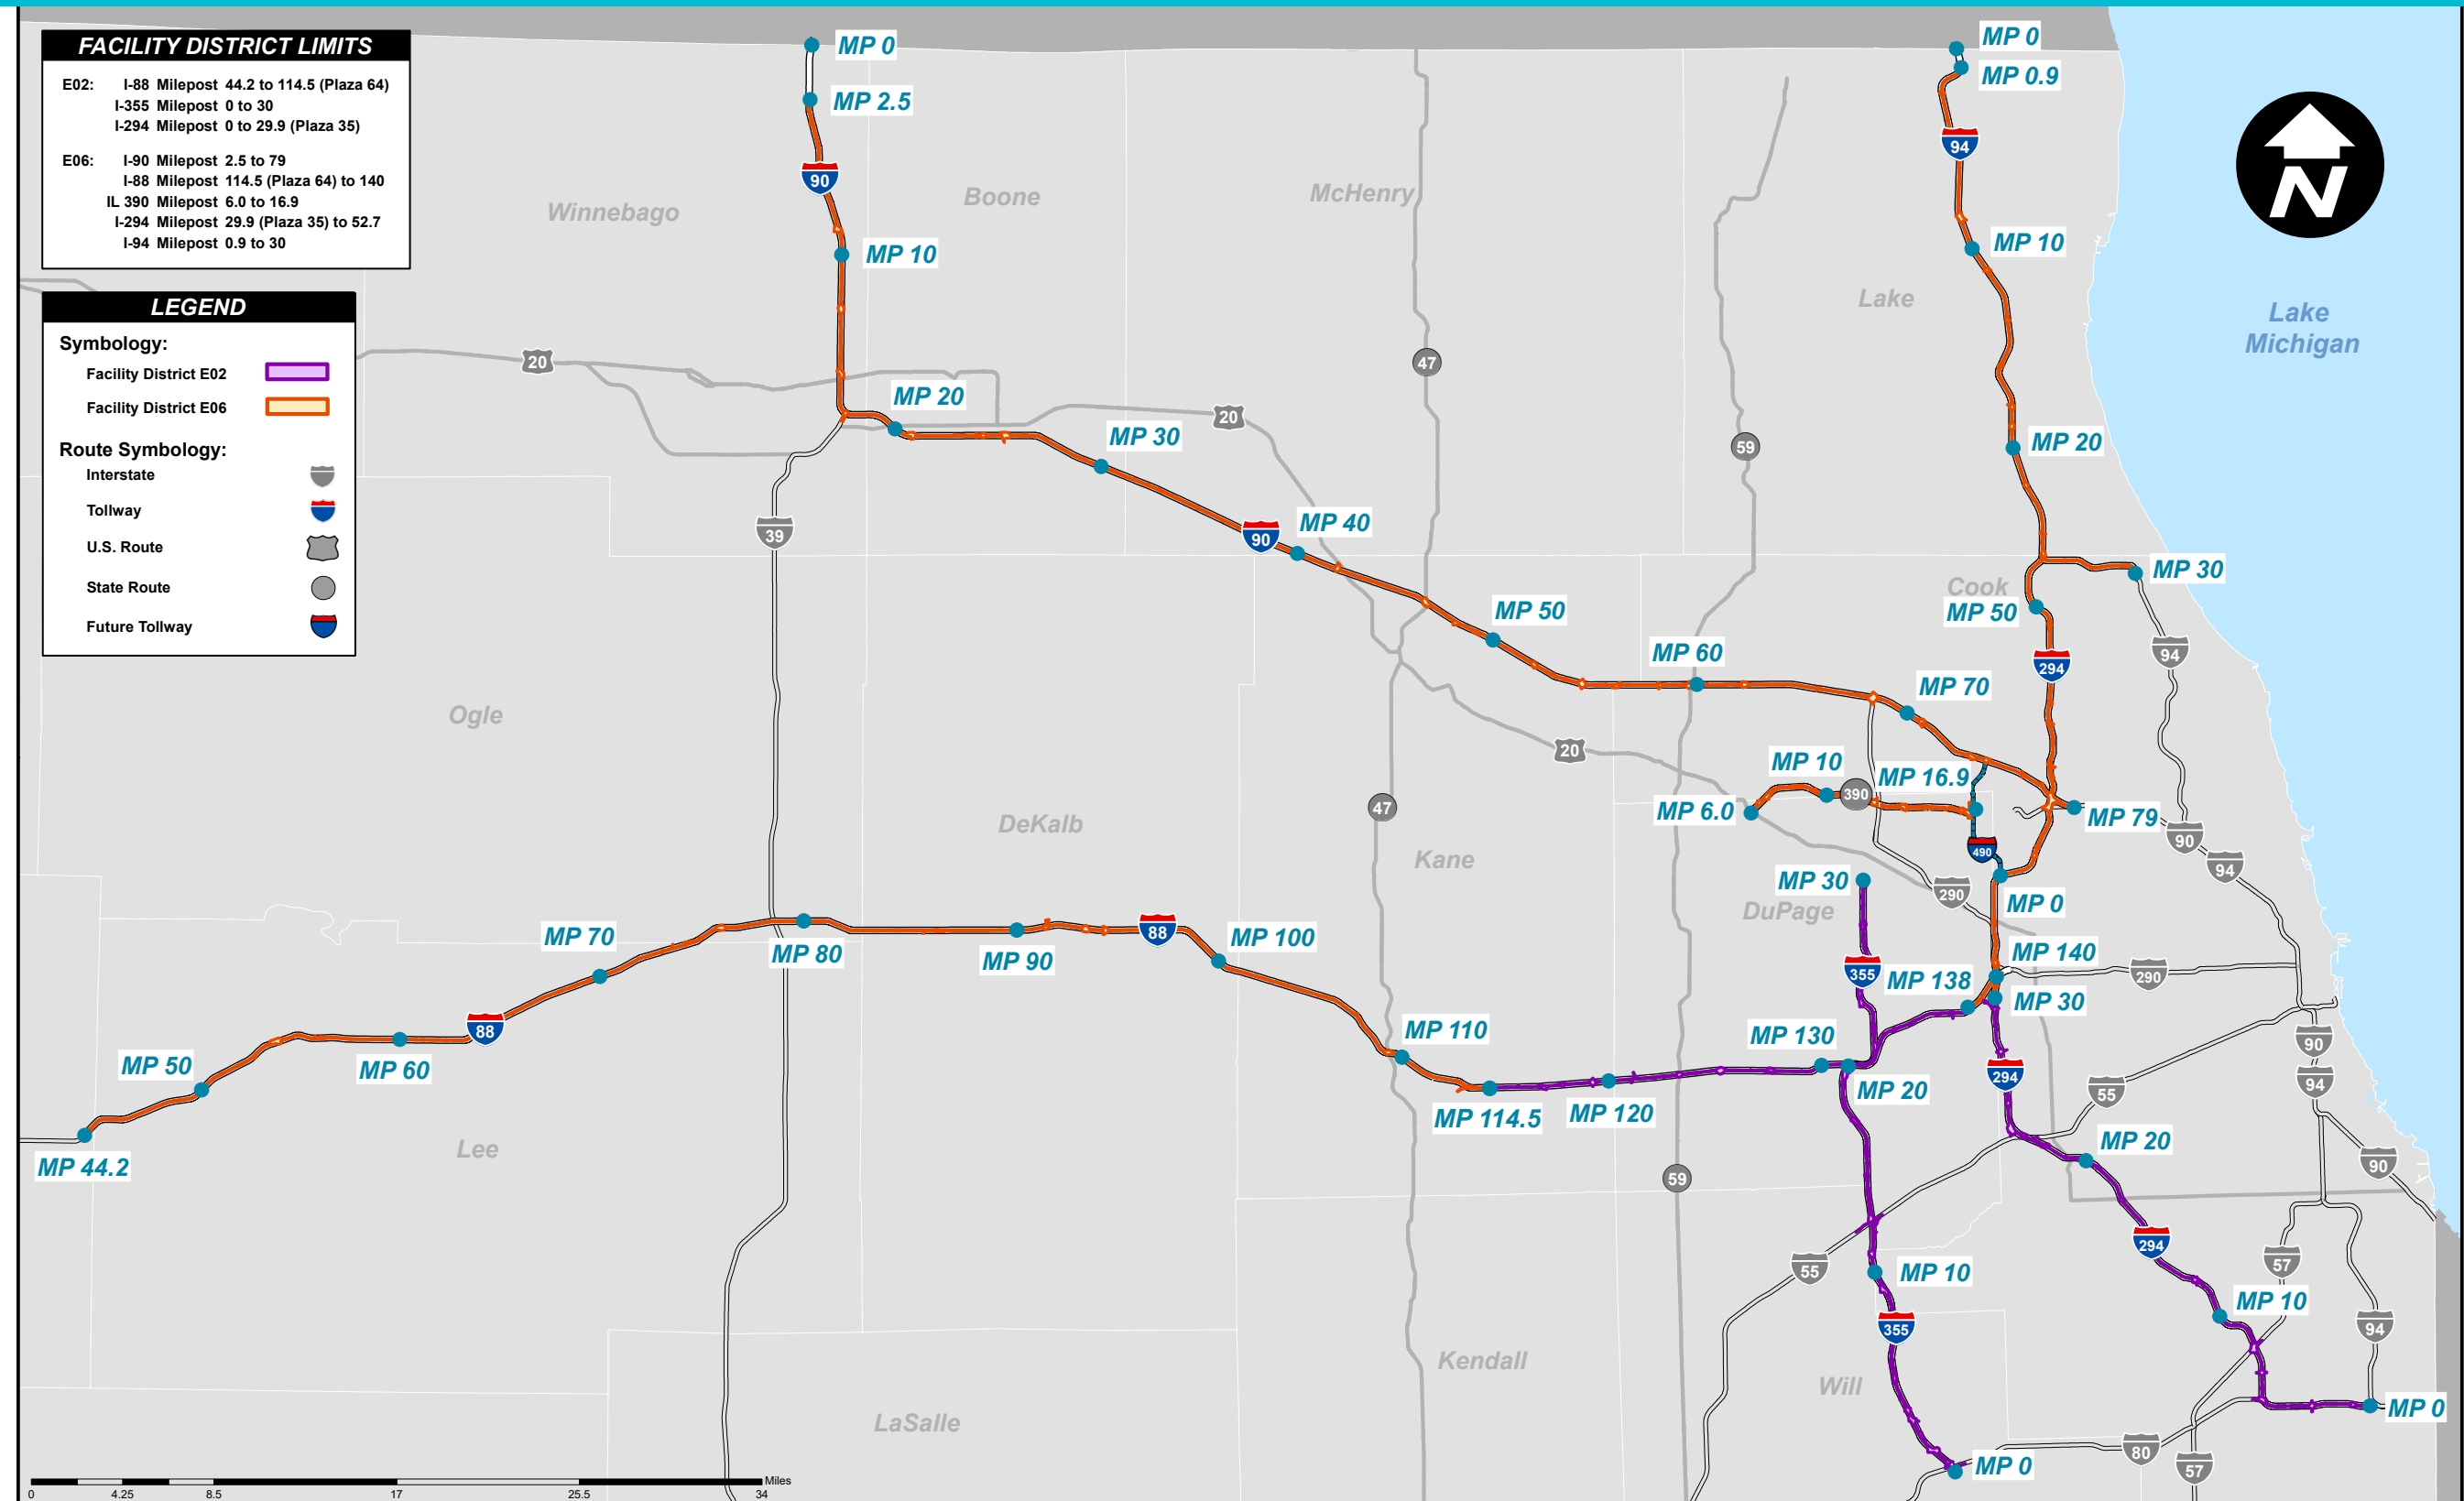 FACILITY DISTRICT LIMITS
E02: I-88 Milepost 44.2 to 114.5 (Plaza 64)
I-355 Milepost 0 to 30
I-294 Milepost 0 to 29.9 (Plaza 35)
E06: I-90 Milepost 2.5 to 79
I-88 Milepost 114.5 (Plaza 64) to 140
IL 390 Milepost 6.0 to 16.9
I-294 Milepost 29.9 (Plaza 35) to 52.7
I-94 Milepost 0.9 to 30
LEGEND
Symbology:
Facility District E02
Facility District E06
Route Symbology:
Interstate
Tollway
U.S. Route
State Route
Future Tollway
MP 0
MP 2.5
90
MP 10
Winnebago
Boone
McHenry
MP 0
MP 0.9
94
MP 10
N
Lake
Lake
Michigan
20
47
MP 20
20
MP 30
59
MP 20
39
90
MP 40
MP 30
Cook
MP 50
MP 50
94
MP 60
294
MP 70
Ogle
20
MP 10
MP 16.9
390
47
MP 6.0
MP 79
DeKalb
90
Kane
490
94
MP 30
290
MP 0
DuPage
MP 70
88
MP 100
MP 80
MP 90
MP 140
355
MP 138
290
MP 30
88
MP 110
MP 130
90
MP 50
MP 60
294
94
MP 20
55
MP 114.5
MP 120
MP 20
Lee
MP 44.2
90
59
294
57
55
MP 10
MP 10
355
94
Kendall
Will
MP 0
LaSalle
80
MP 0
57
Miles
0 4.25 8.5 17 25.5 34